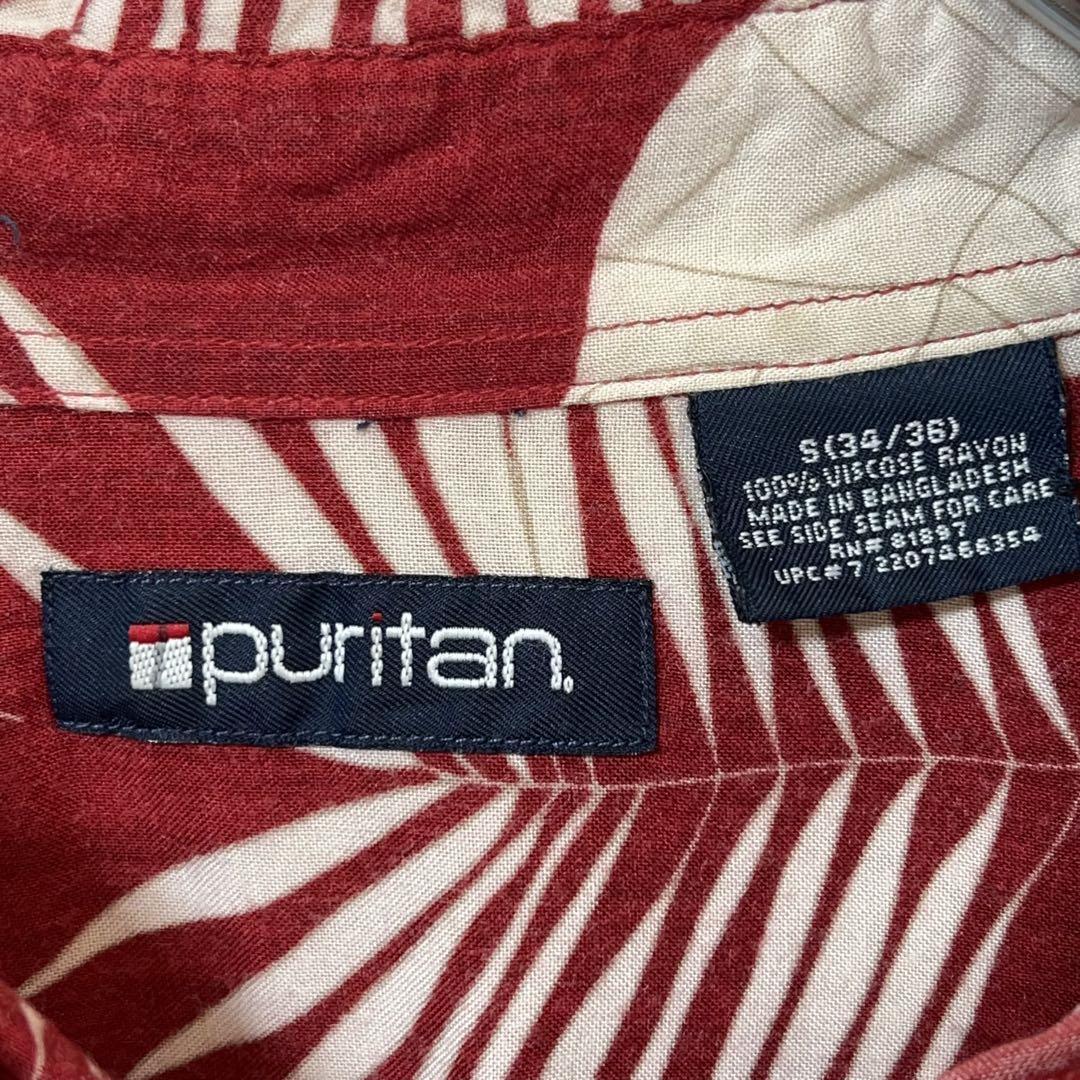 S(34/36)
100% VISCOSE RAYON
MADE IN BANGLADESH
SEE SIDE SEAM FOR CARE
RN# 81897
UPC# 7 2207466354
puritan.